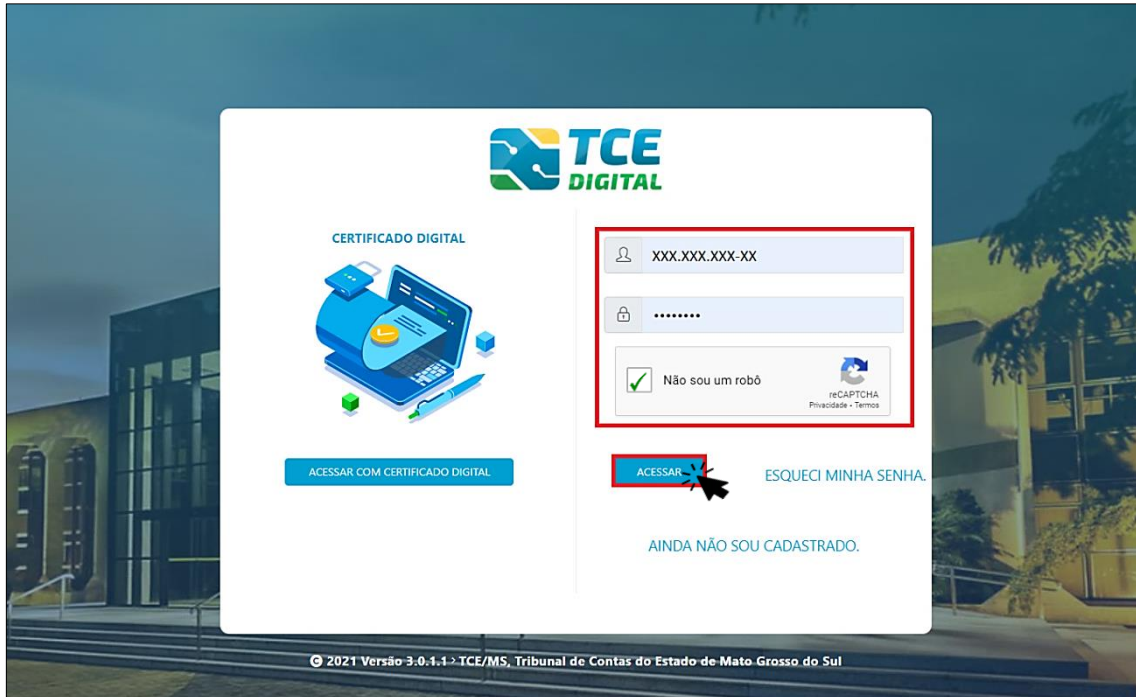 TCE
DIGITAL
CERTIFICADO DIGITAL
ACESSAR COM CERTIFICADO DIGITAL
XXX.XXX.XXX-XX
••••••••
Não sou um robô
reCAPTCHA
Privacidade - Termos
ACESSAR
ESQUECI MINHA SENHA.
AINDA NÃO SOU CADASTRADO.
@ 2021 Versão 3.0.1.1 > TCE/MS, Tribunal de Contas do Estado de Mato Grosso do Sul